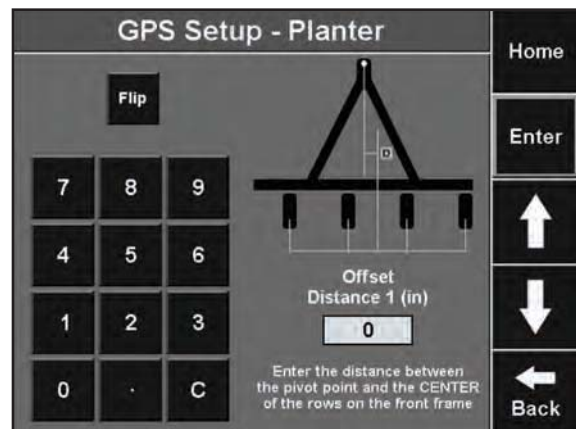 GPS Setup - Planter
Home
Flip
Enter
D
7 8 9
4 5 6
1 2 3
0 . C
Offset
Distance 1 (in)
0
Enter the distance between
the pivot point and the CENTER
of the rows on the front frame
Back